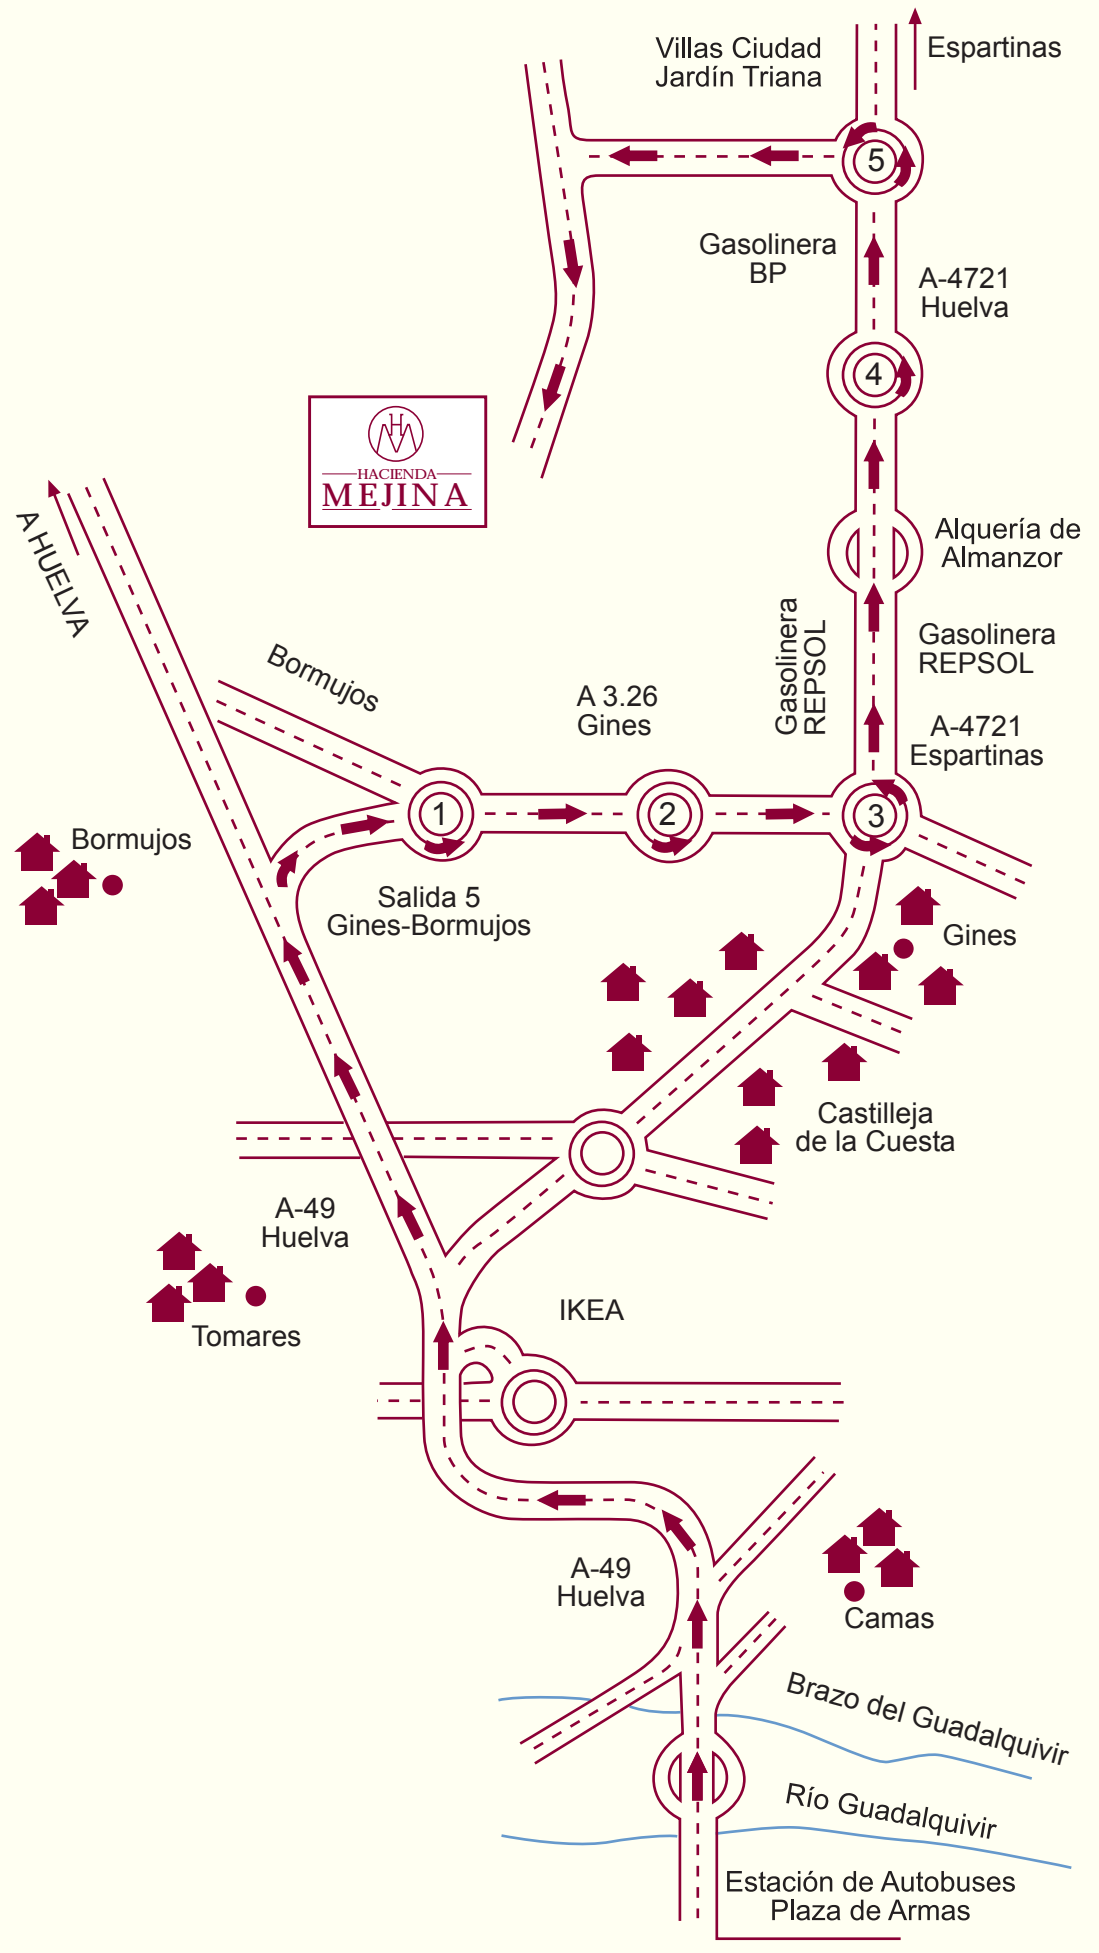 Villas Ciudad
Jardín Triana
Espartinas
5
Gasolinera
BP
A-4721
Huelva
4
H
HACIENDA
MEJINA
A HUELVA
Alquería de
Almanzor
Gasolinera
REPSOL
Gasolinera
REPSOL
Bormujos
A 3.26
Gines
A-4721
Espartinas
1
2
3
Bormujos
Salida 5
Gines-Bormujos
Gines
Castilleja
de la Cuesta
A-49
Huelva
Tomares
IKEA
A-49
Huelva
Camas
Brazo del Guadalquivir
Río Guadalquivir
Estación de Autobuses
Plaza de Armas